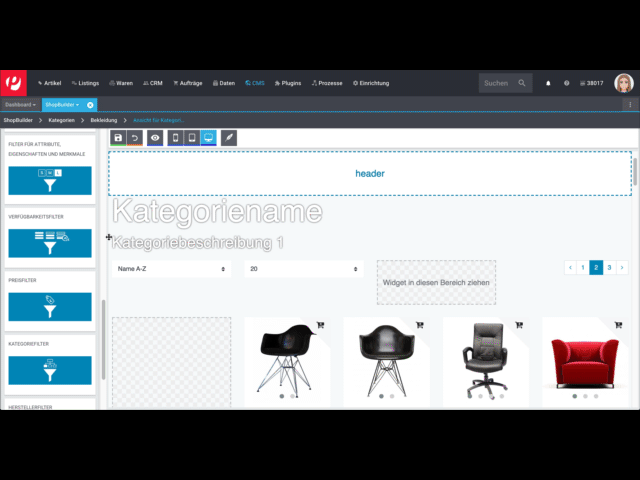 Artikel Listings Waren CRM Aufträge Daten CMS Plugins Prozesse Einrichtung Suchen 38017
Dashboard ShopBuilder
ShopBuilder Kategorien Bekleidung Ansicht für Kategori...
FILTER FÜR ATTRIBUTE,
EIGENSCHAFTEN UND MERKMALE
header
Kategoriename
VERFÜGBARKEITSFILTER
Kategoriebeschreibung 1
Name A-Z 20 ‹ 1 2 3 ›
PREISFILTER
Widget in diesen Bereich ziehen
KATEGORIEFILTER
HERSTELLERFILTER